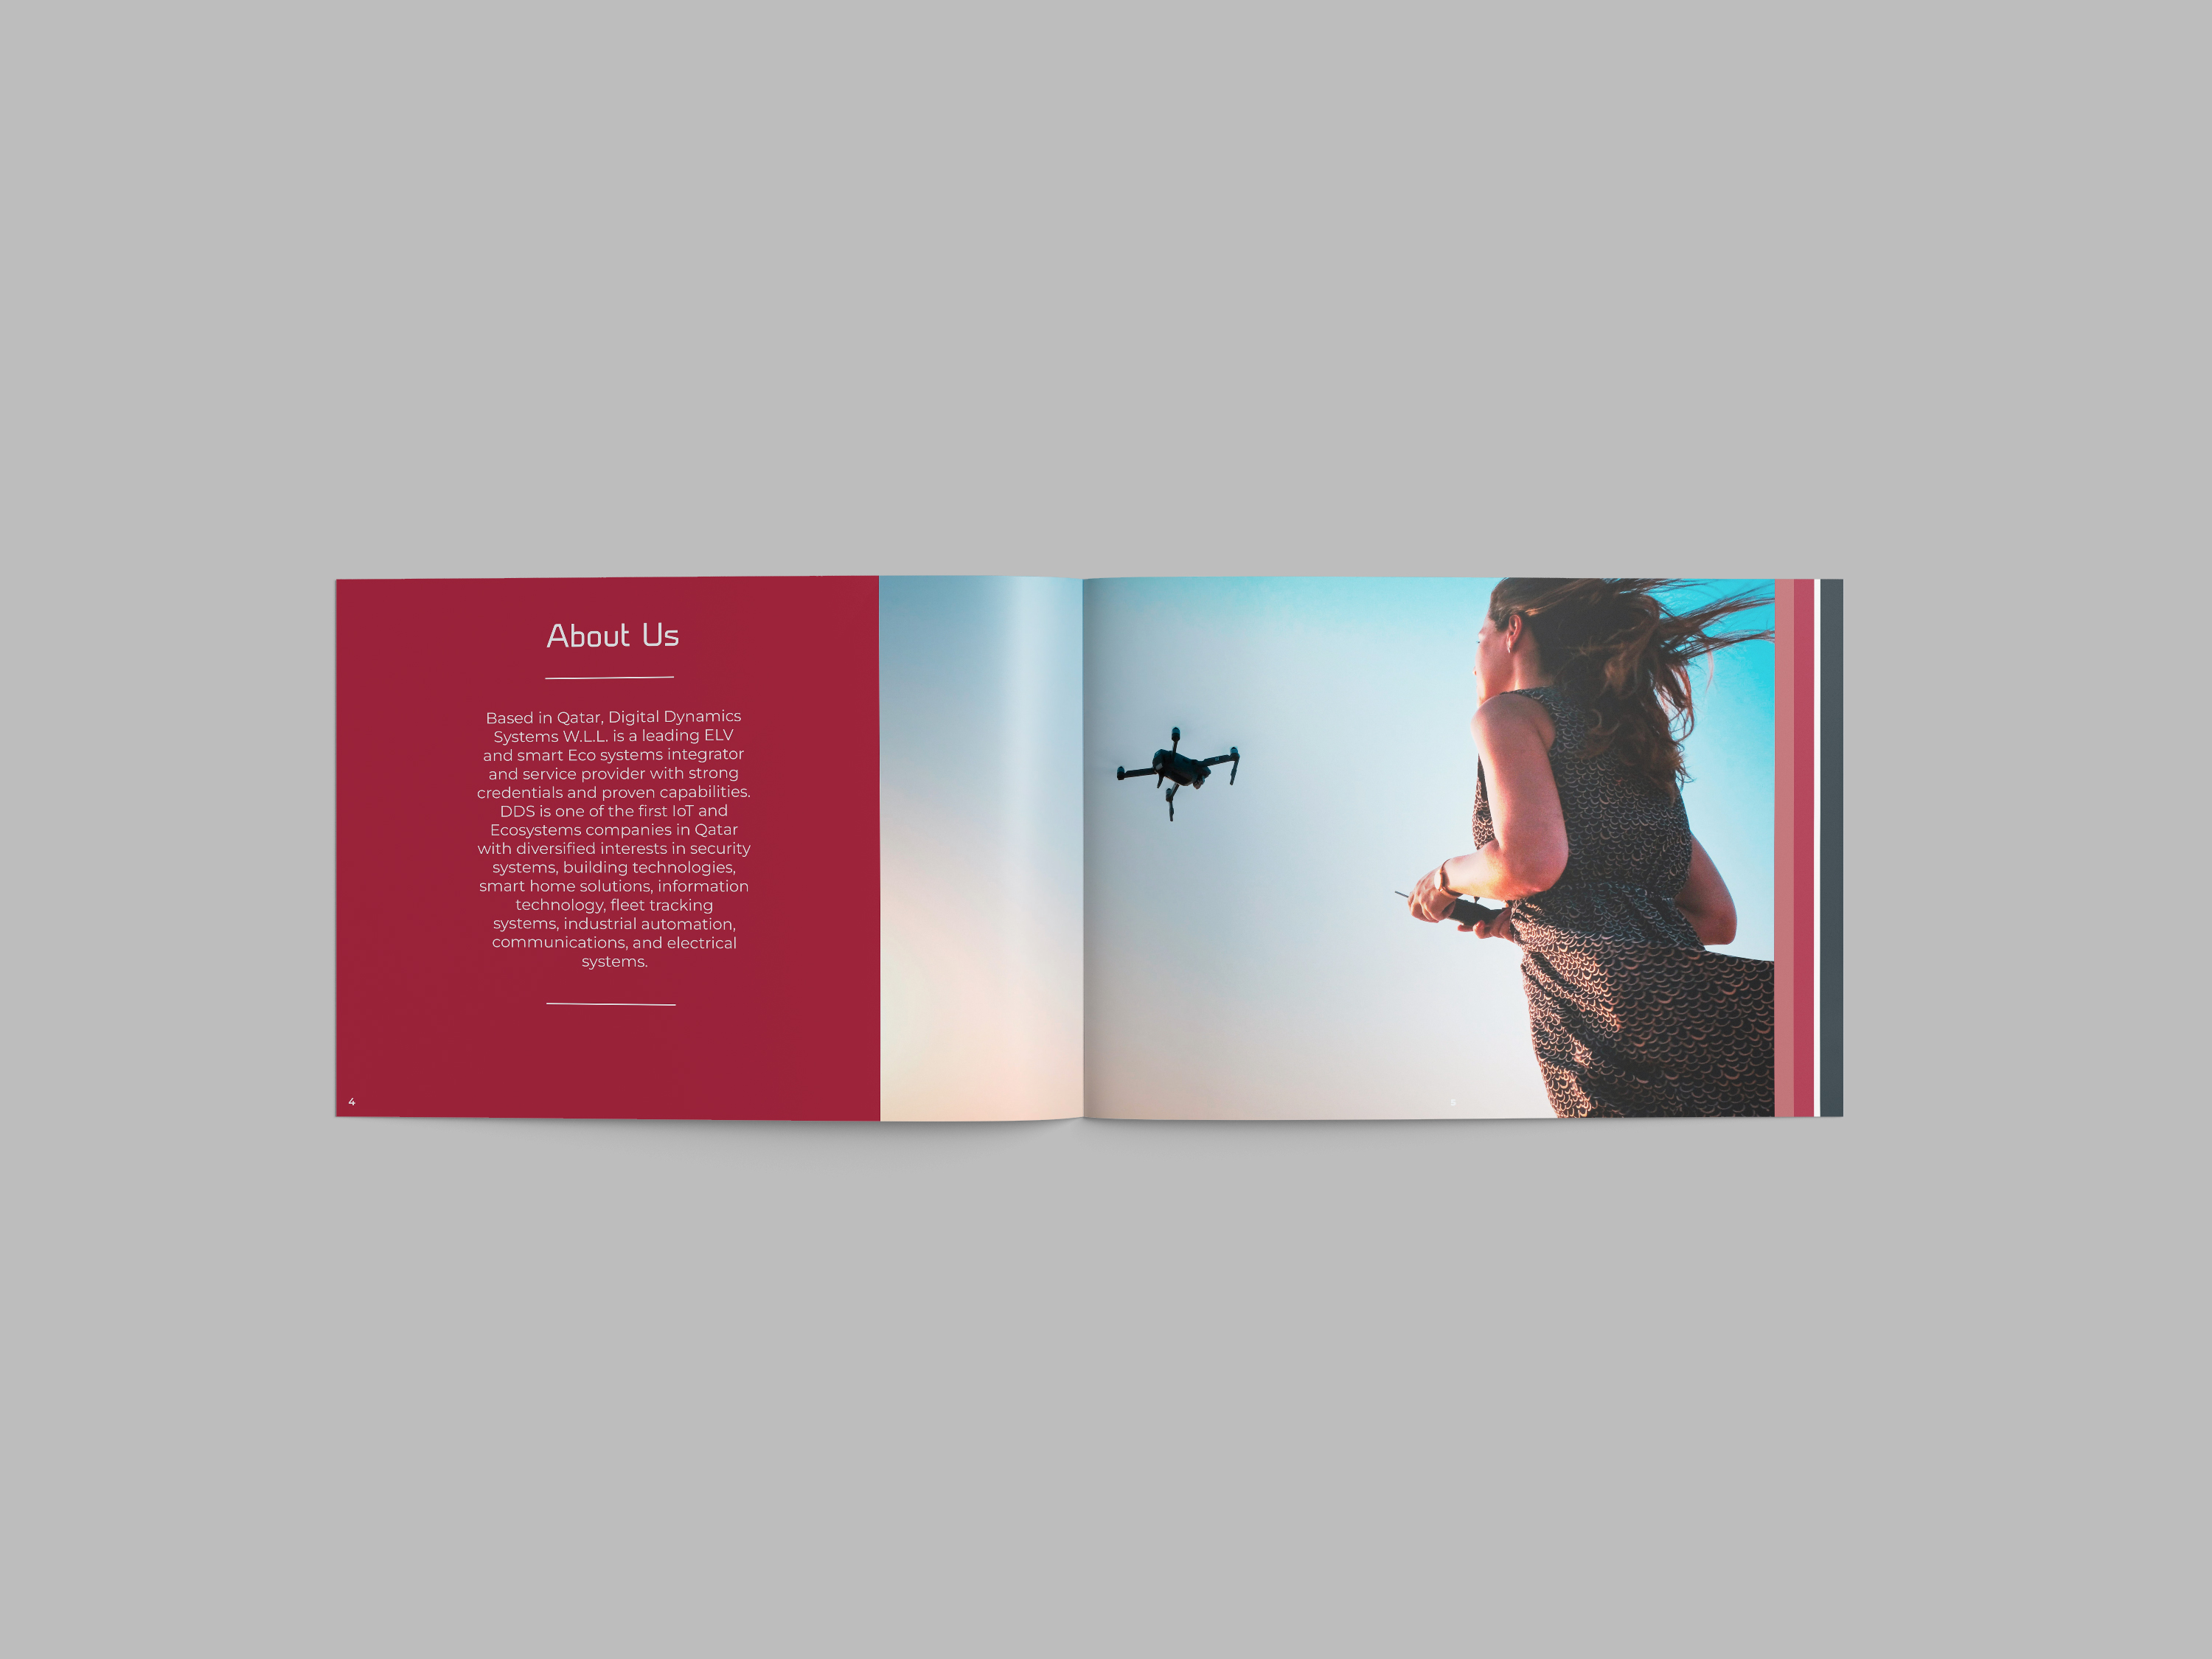 About Us
Based in Qatar, Digital Dynamics
Systems W.L.L. is a leading ELV
and smart Eco systems integrator
and service provider with strong
credentials and proven capabilities.
DDS is one of the first IoT and
Ecosystems companies in Qatar
with diversified interests in security
systems, building technologies,
smart home solutions, information
technology, fleet tracking
systems, industrial automation,
communications, and electrical
systems.
4
5